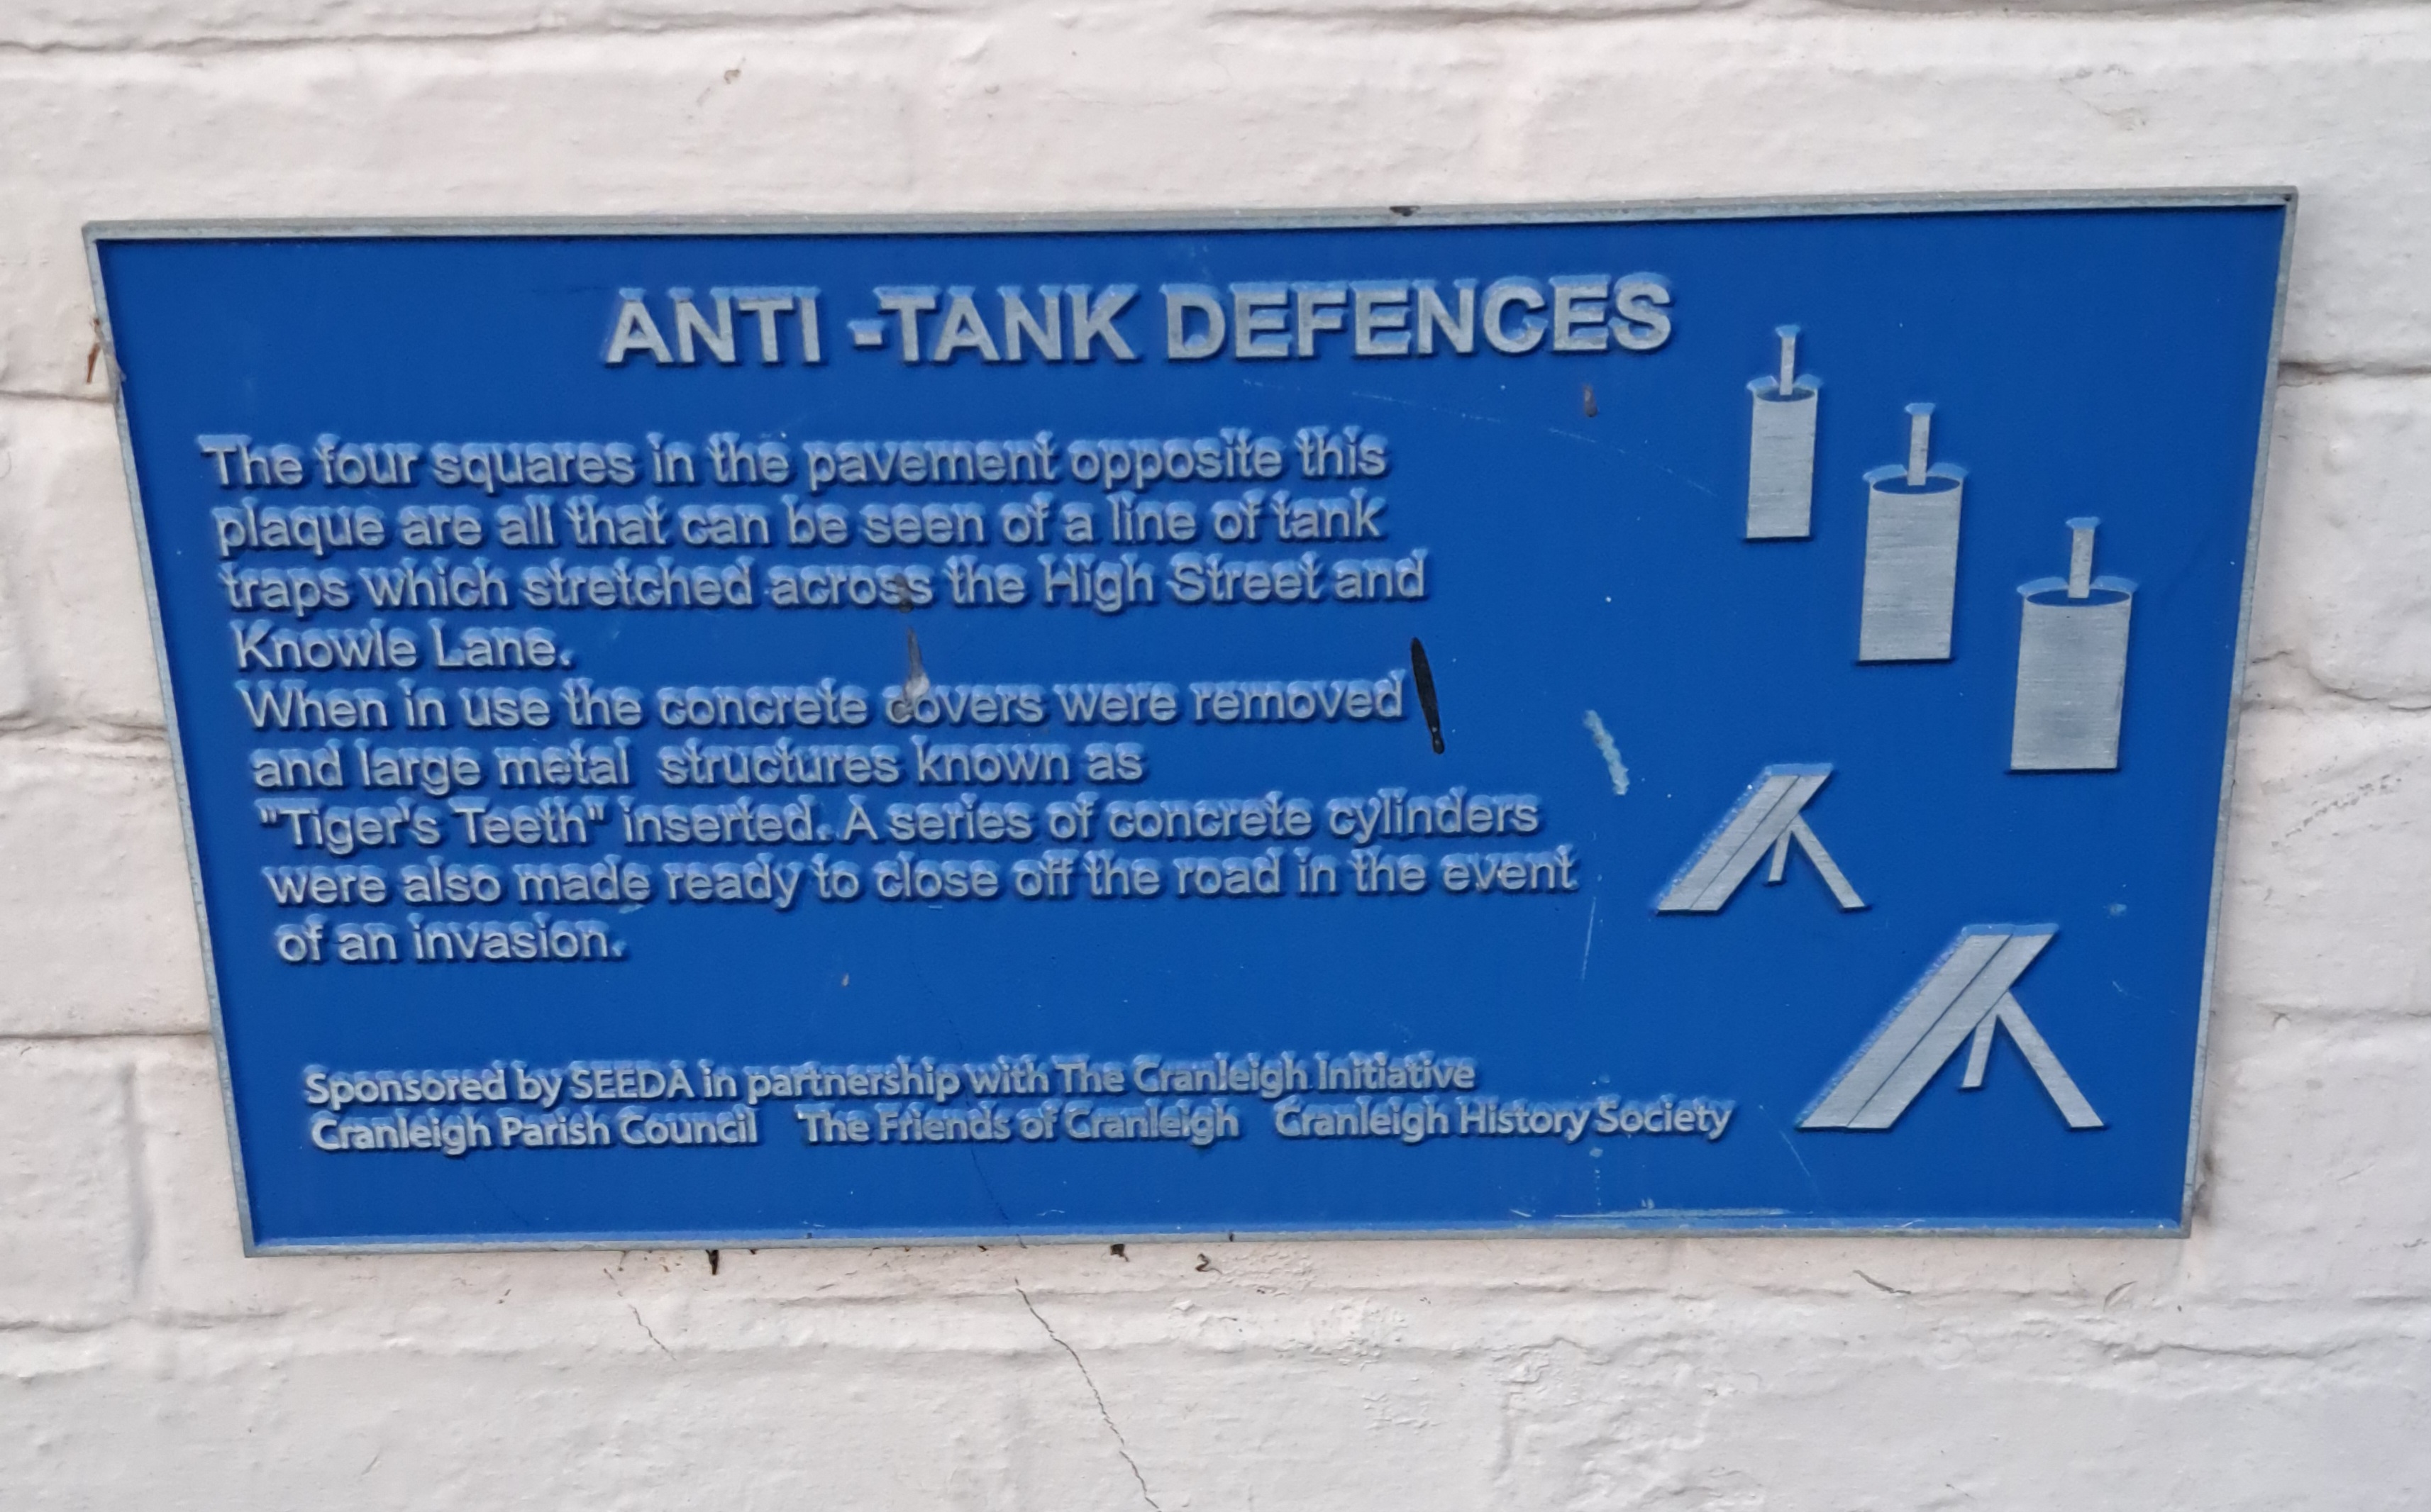 ANTI -TANK DEFENCES
The four squares in the pavement opposite this
plaque are all that can be seen of a line of tank
traps which stretched across the High Street and
Knowle Lane.
When in use the concrete covers were removed
and large metal structures known as
"Tiger's Teeth" inserted. A series of concrete cylinders
were also made ready to close off the road in the event
of an invasion.
Sponsored by SEEDA in partnership with The Cranleigh Initiative
Cranleigh Parish Council The Friends of Cranleigh Cranleigh History Society